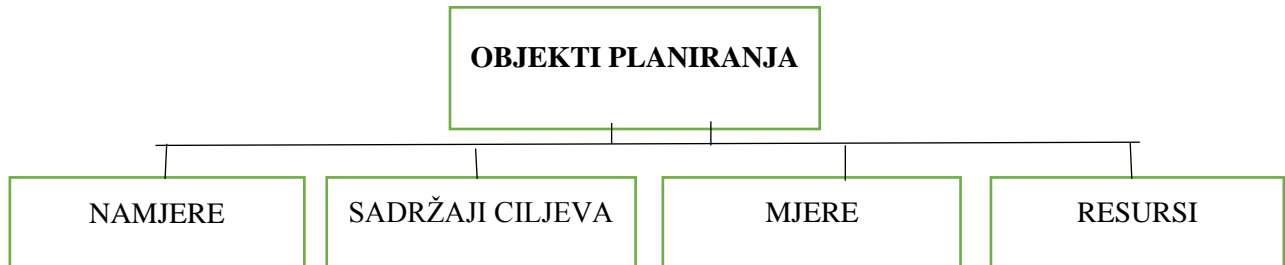 OBJEKTI PLANIRANJA
NAMJERE
SADRŽAJI CILJEVA
MJERE
RESURSI